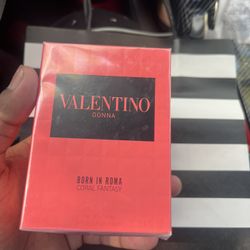 VALENTINO
DONNA
BORN IN ROMA
CORAL FANTASY